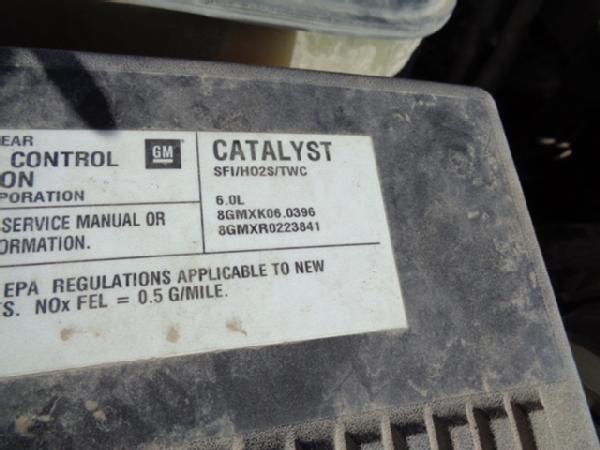 EAR
CONTROL
ON
PORATION
GM
SERVICE MANUAL OR
ORMATION.
CATALYST
SFI/HO2S/TWC
6.0L
8GMXK06.0396
8GMXR0223841
EPA REGULATIONS APPLICABLE TO NEW
TS. NOx FEL = 0.5 G/MILE.